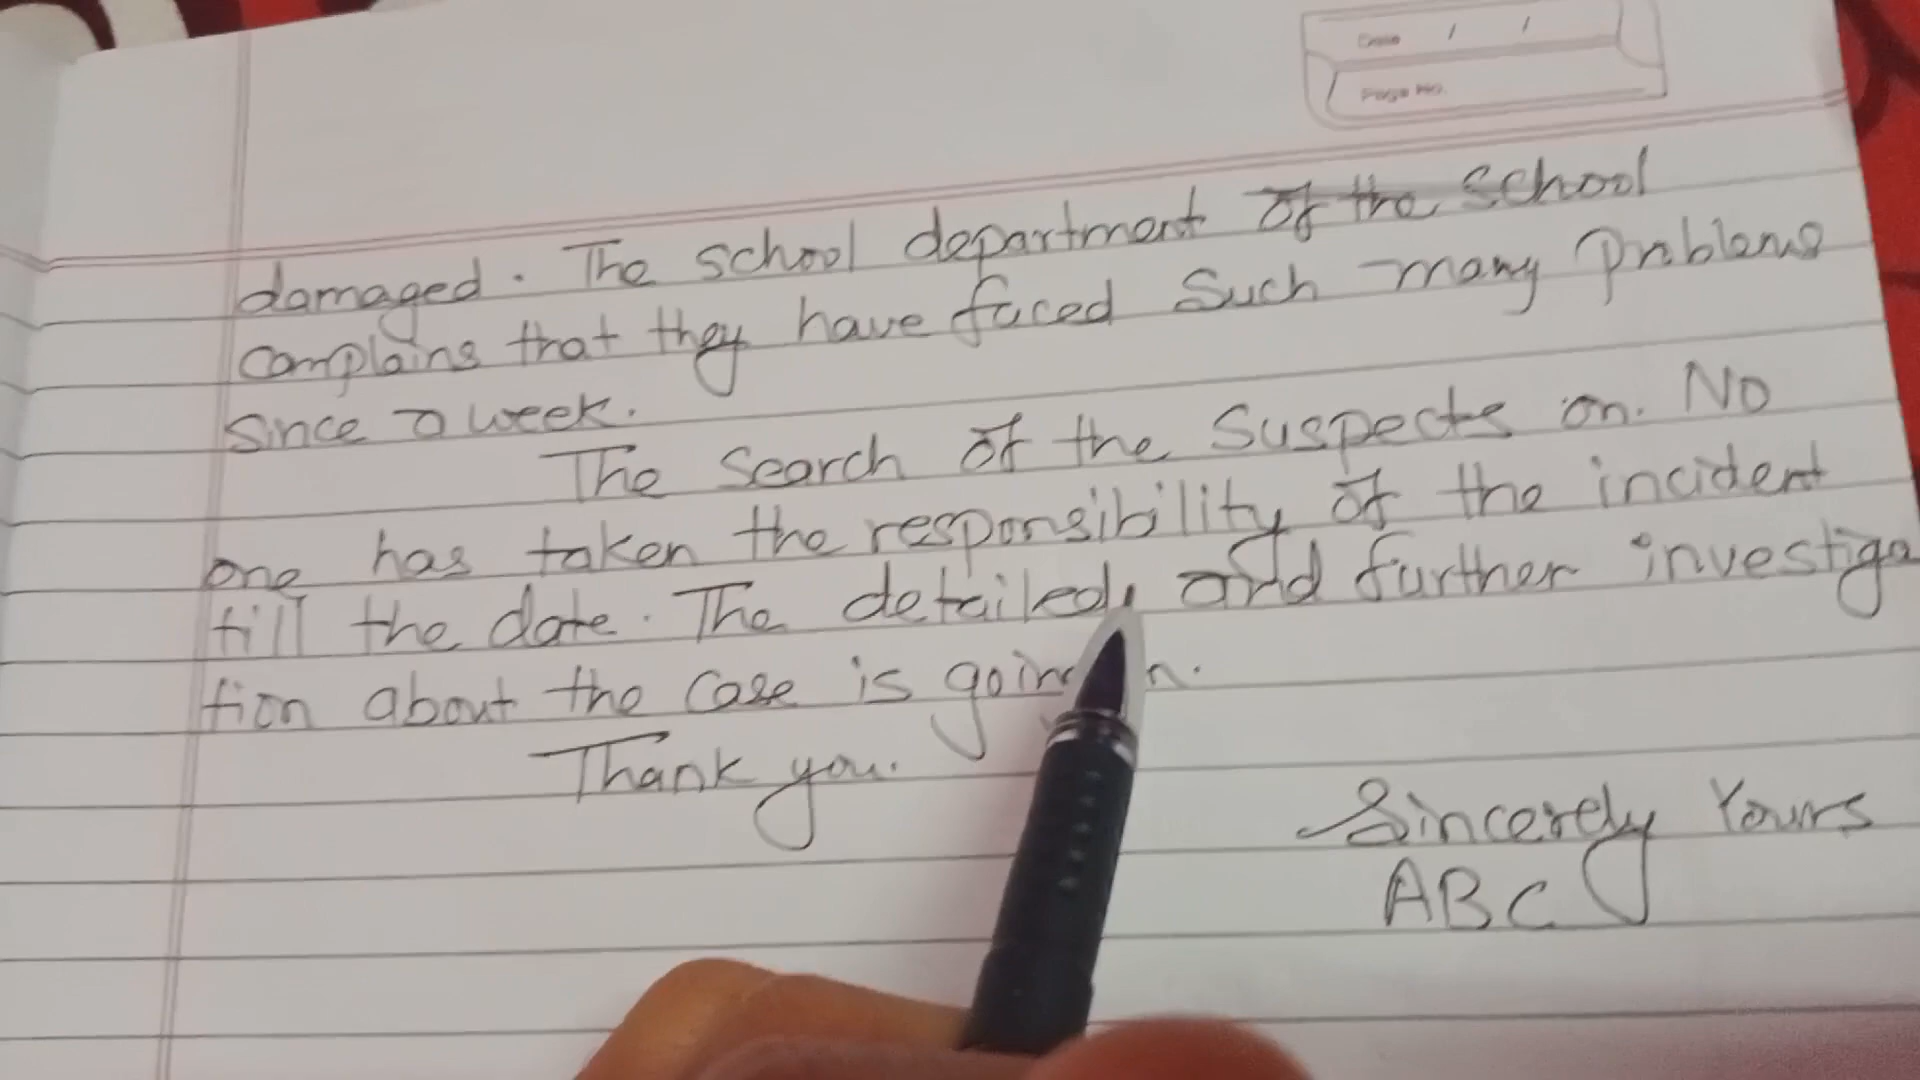 Date / /
Page No.
damaged. The school department of the school
complains that they have faced such many problems
since a week.
The search of the suspects on. No
one has taken the responsibility of the incident
till the date. The detailed, and further investiga
tion about the case is going
Thank you.
Sincerely Yours
ABC